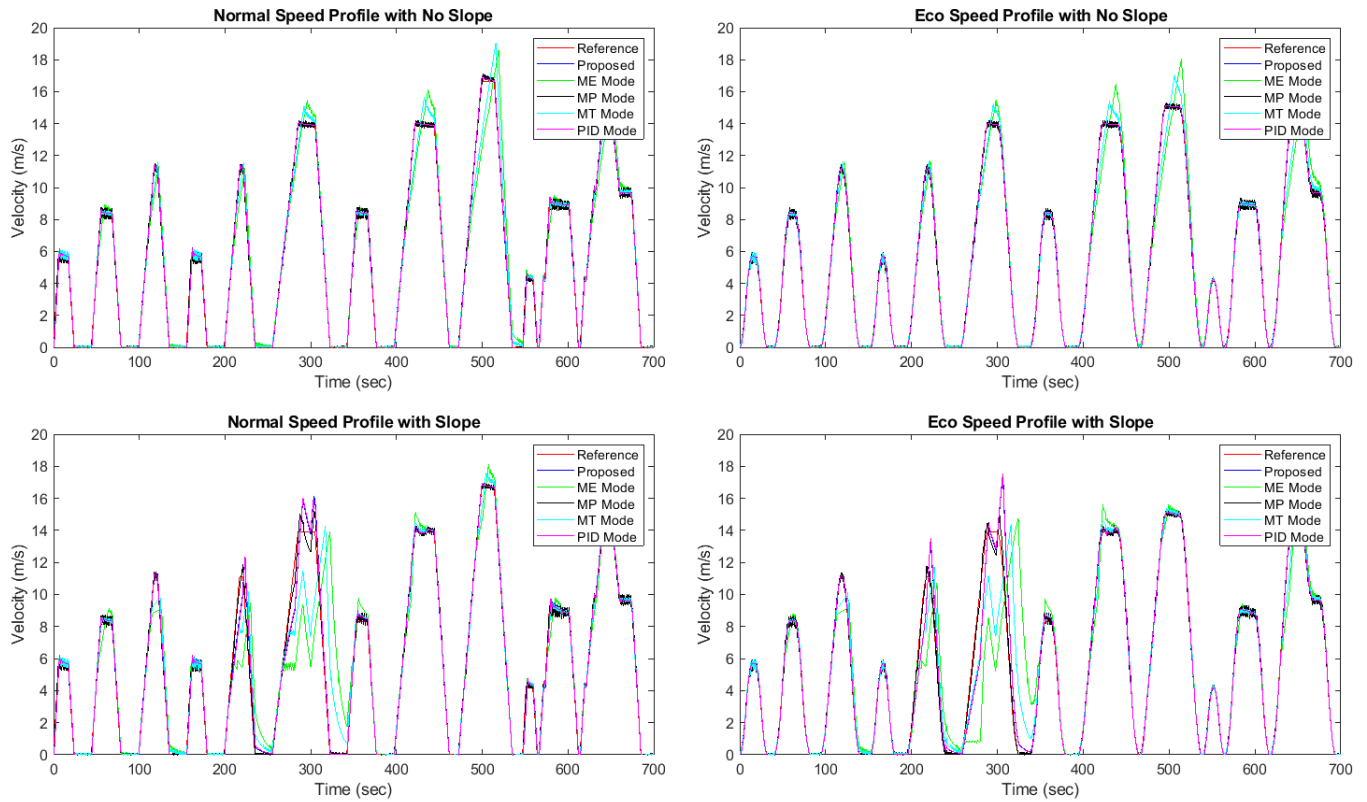 Normal Speed Profile with No Slope
20
18
16
14
12
10
8
6
4
2
0
Velocity (m/s)
0 100 200 300 400 500 600 700
Time (sec)
Reference
Proposed
ME Mode
MP Mode
MT Mode
PID Mode
Eco Speed Profile with No Slope
20
18
16
14
12
10
8
6
4
2
0
Velocity (m/s)
0 100 200 300 400 500 600 700
Time (sec)
Reference
Proposed
ME Mode
MP Mode
MT Mode
PID Mode
Normal Speed Profile with Slope
20
18
16
14
12
10
8
6
4
2
0
Velocity (m/s)
0 100 200 300 400 500 600 700
Time (sec)
Reference
Proposed
ME Mode
MP Mode
MT Mode
PID Mode
Eco Speed Profile with Slope
20
18
16
14
12
10
8
6
4
2
0
Velocity (m/s)
0 100 200 300 400 500 600 700
Time (sec)
Reference
Proposed
ME Mode
MP Mode
MT Mode
PID Mode